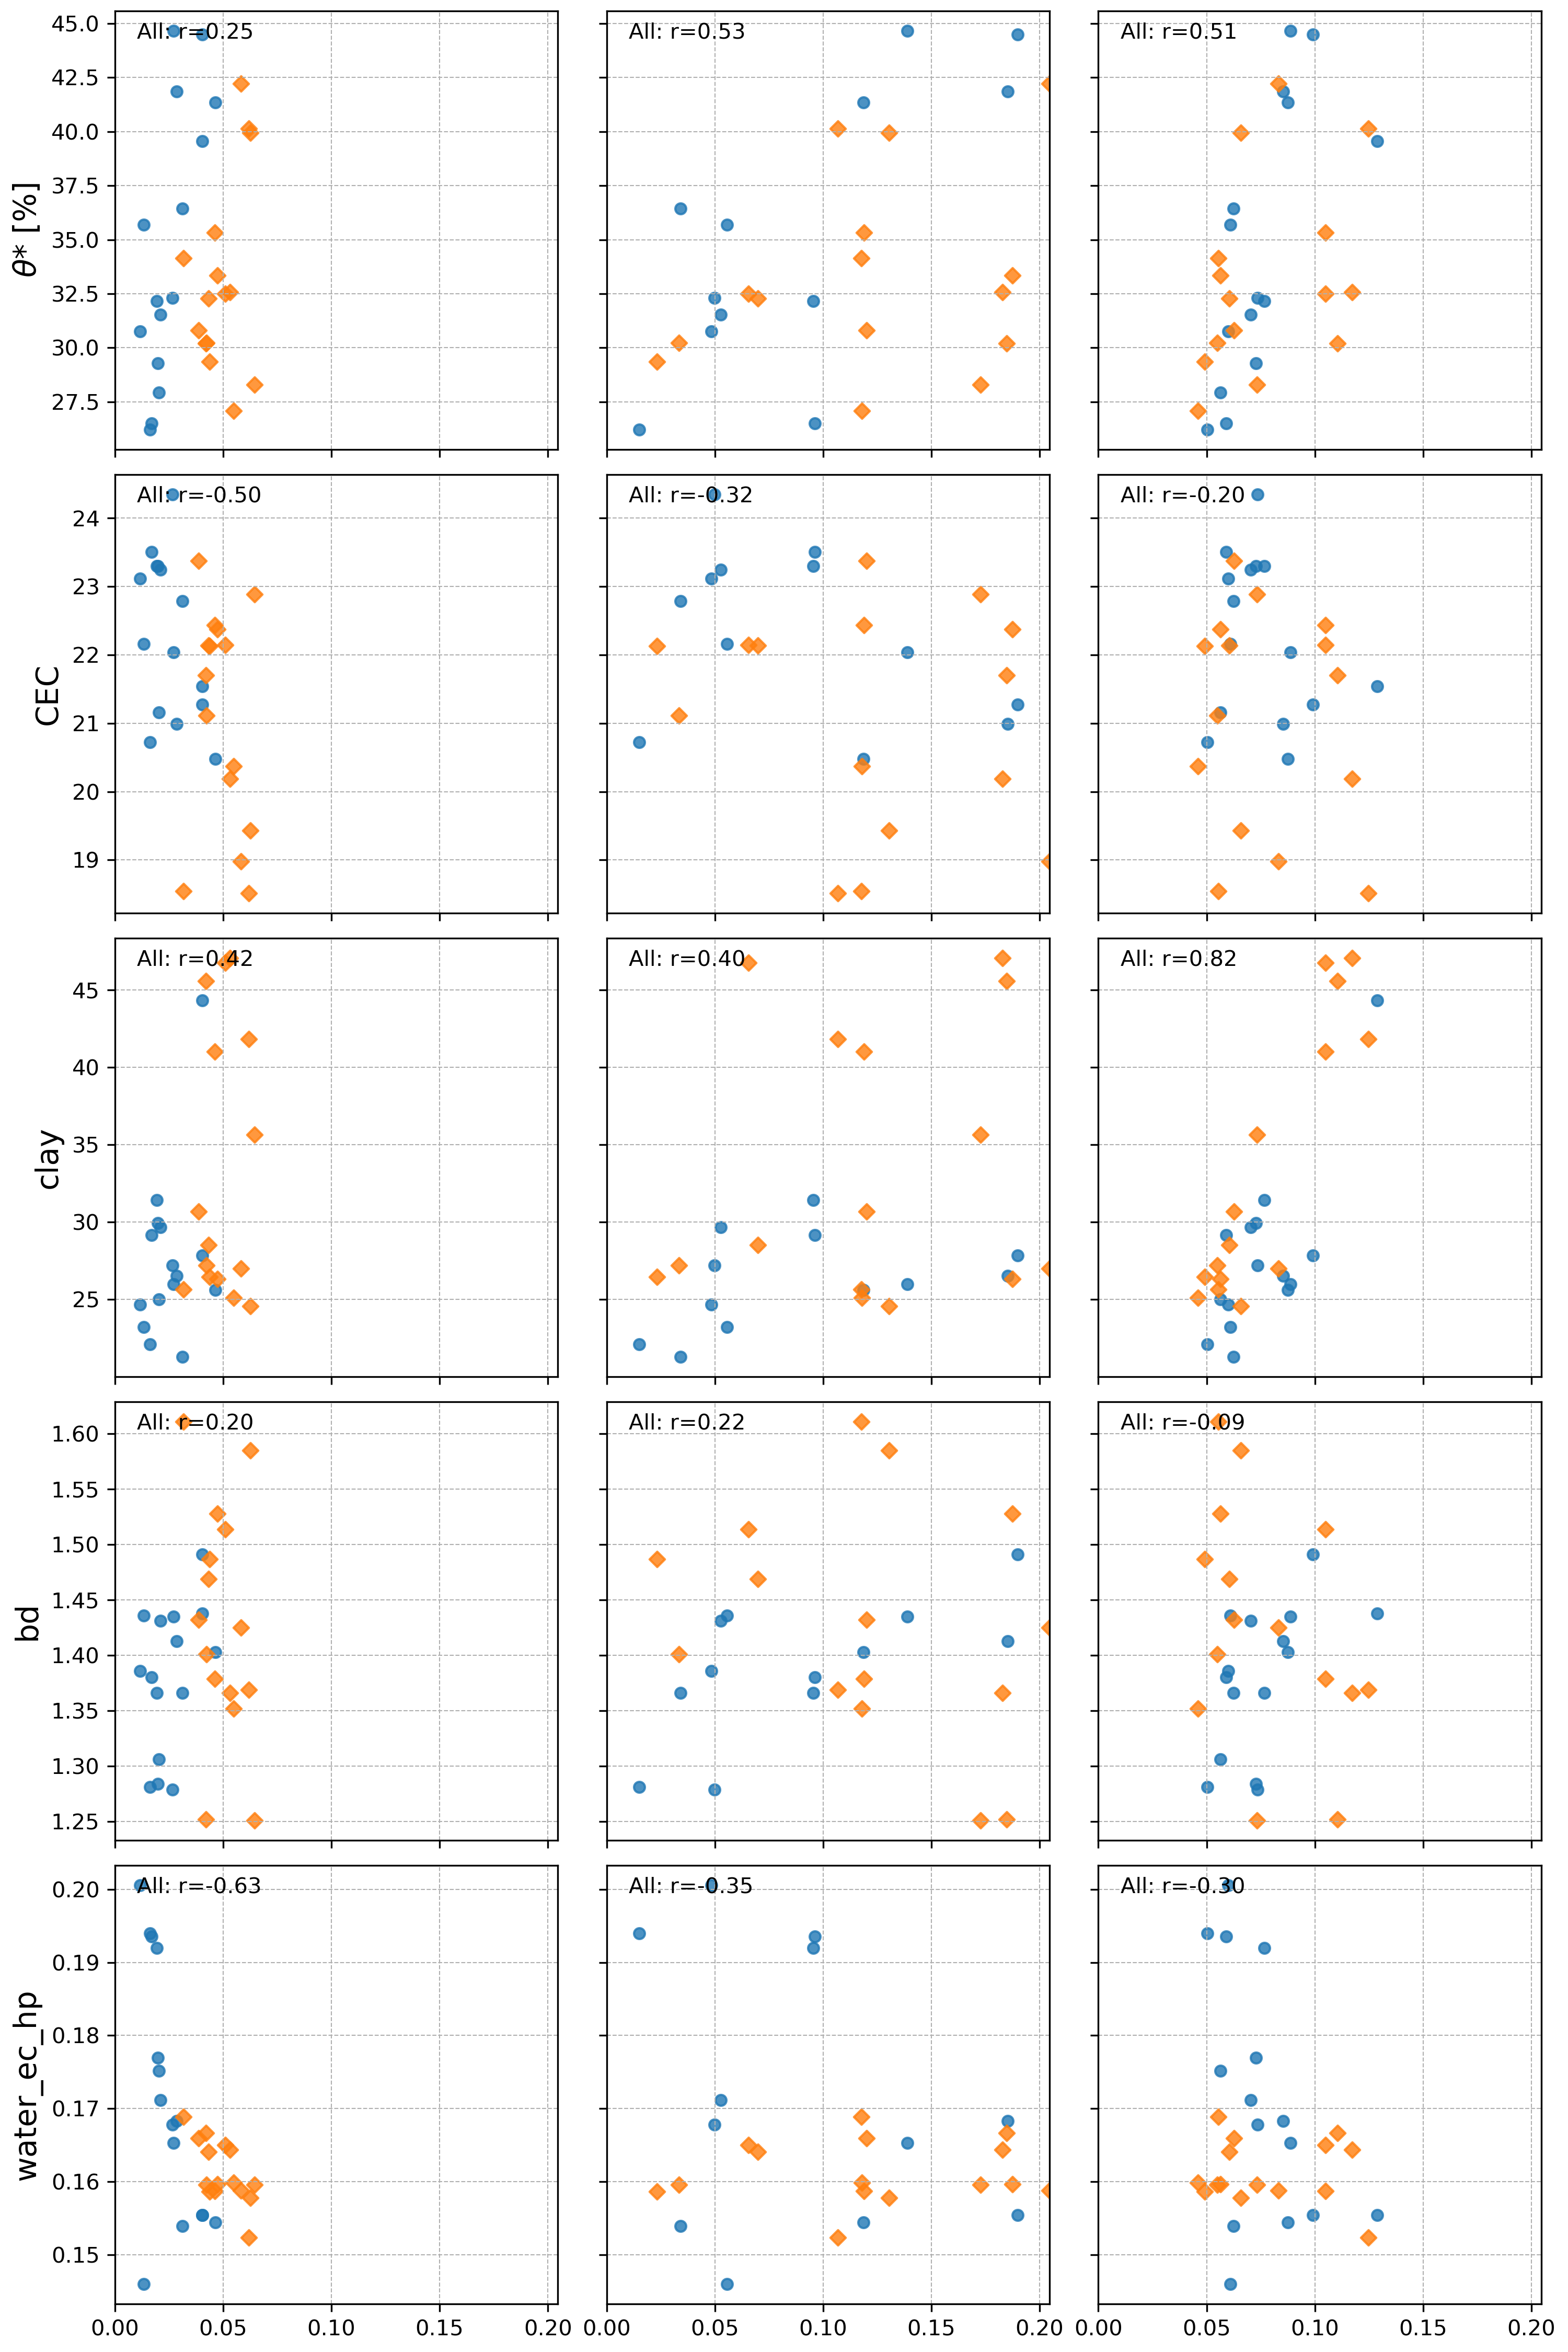 All: r=0.25
All: r=0.53
All: r=0.51
45.0
42.5
40.0
37.5
35.0
32.5
30.0
27.5
θ* [%]
All: r=-0.50
All: r=-0.32
All: r=-0.20
24
23
22
21
20
19
CEC
All: r=0.42
All: r=0.40
All: r=0.82
45
40
35
30
25
clay
All: r=0.20
All: r=0.22
All: r=-0.09
1.60
1.55
1.50
1.45
1.40
1.35
1.30
1.25
bd
All: r=-0.63
All: r=-0.35
All: r=-0.30
0.20
0.19
0.18
0.17
0.16
0.15
water_ec_hp
0.00 0.05 0.10 0.15 0.20
0.00 0.05 0.10 0.15 0.20
0.00 0.05 0.10 0.15 0.20